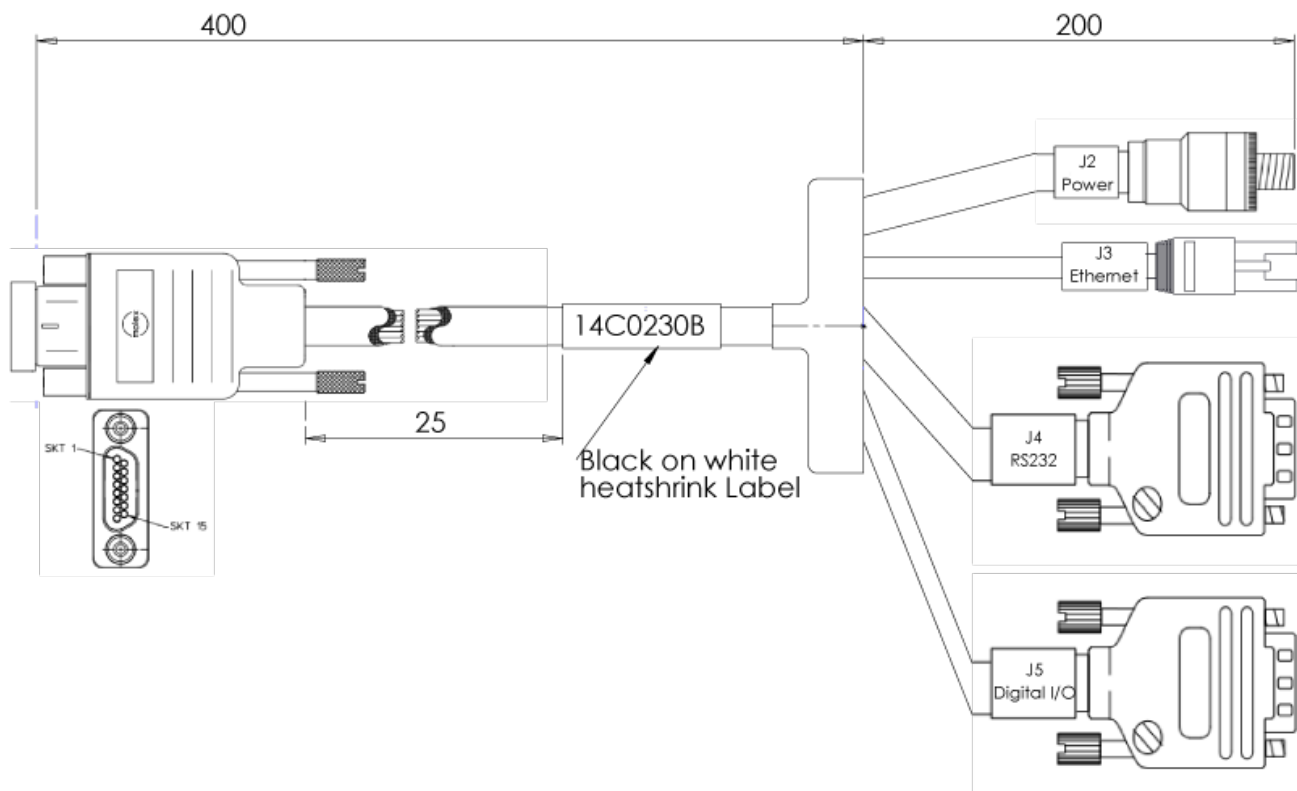 400
200
J2
Power
J3
Ethernet
molex
14C0230B
25
Black on white
heatshrink Label
SKT 1
SKT 15
J4
RS232
J5
Digital I/O